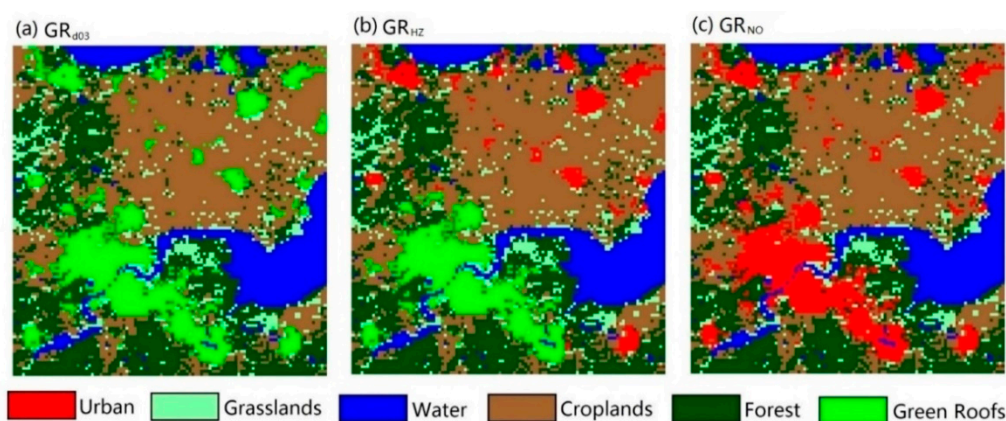 (a) GRd03 (b) GRHZ (c) GRNO
Urban Grasslands Water Croplands Forest Green Roofs